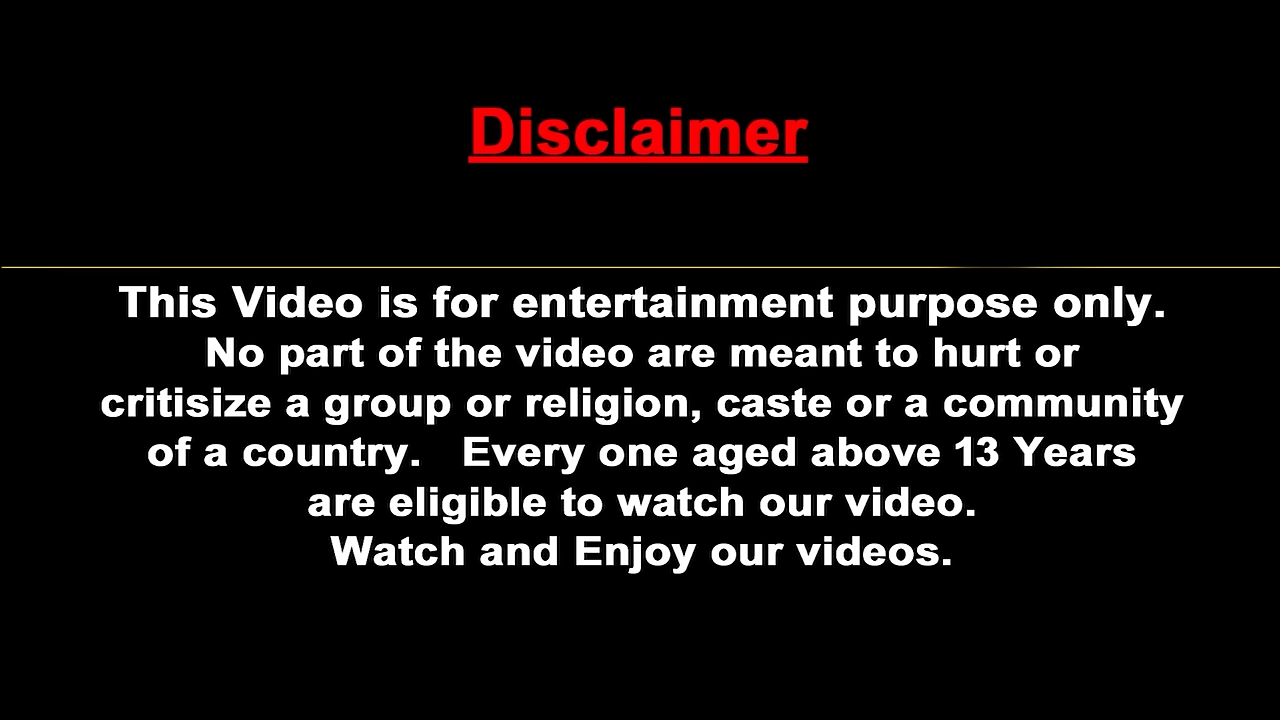 Disclaimer
This Video is for entertainment purpose only.
No part of the video are meant to hurt or
critisize a group or religion, caste or a community
of a country.   Every one aged above 13 Years
are eligible to watch our video.
Watch and Enjoy our videos.